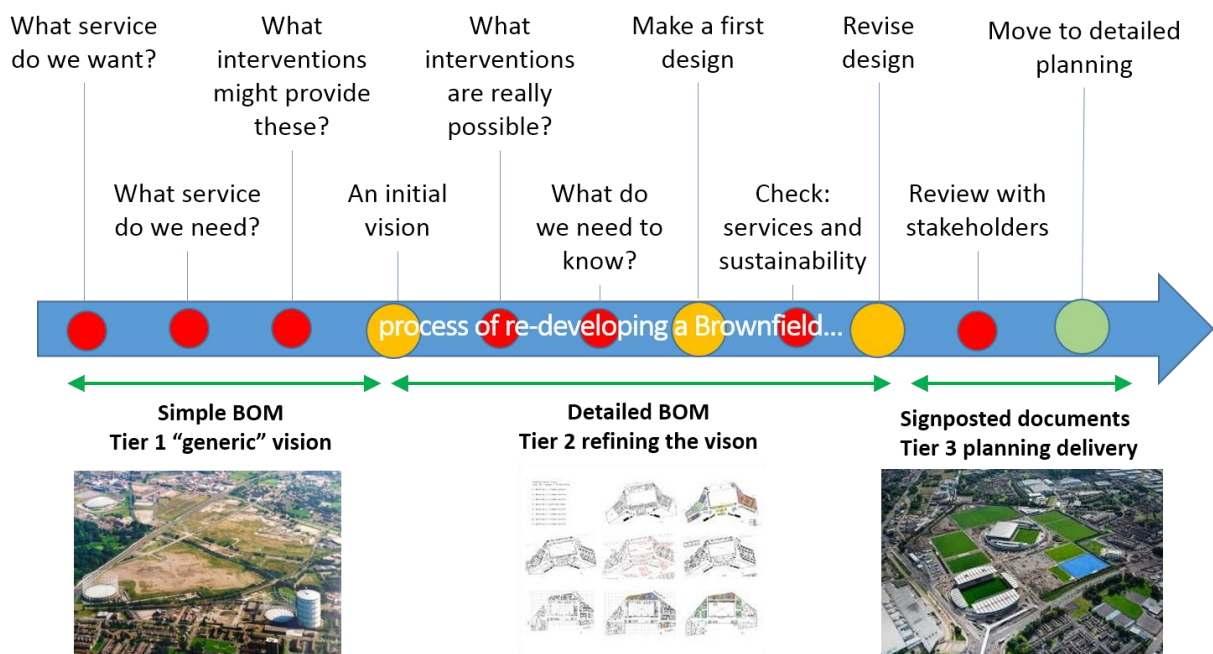 What service
do we want?
What
interventions
might provide
these?
What
interventions
are really
possible?
Make a first
design
Revise
design
Move to detailed
planning
What service
do we need?
An initial
vision
What do
we need to
know?
Check:
services and
sustainability
Review with
stakeholders
process of re-developing a Brownfield...
Simple BOM
Tier 1 “generic” vision
Detailed BOM
Tier 2 refining the vison
Signposted documents
Tier 3 planning delivery